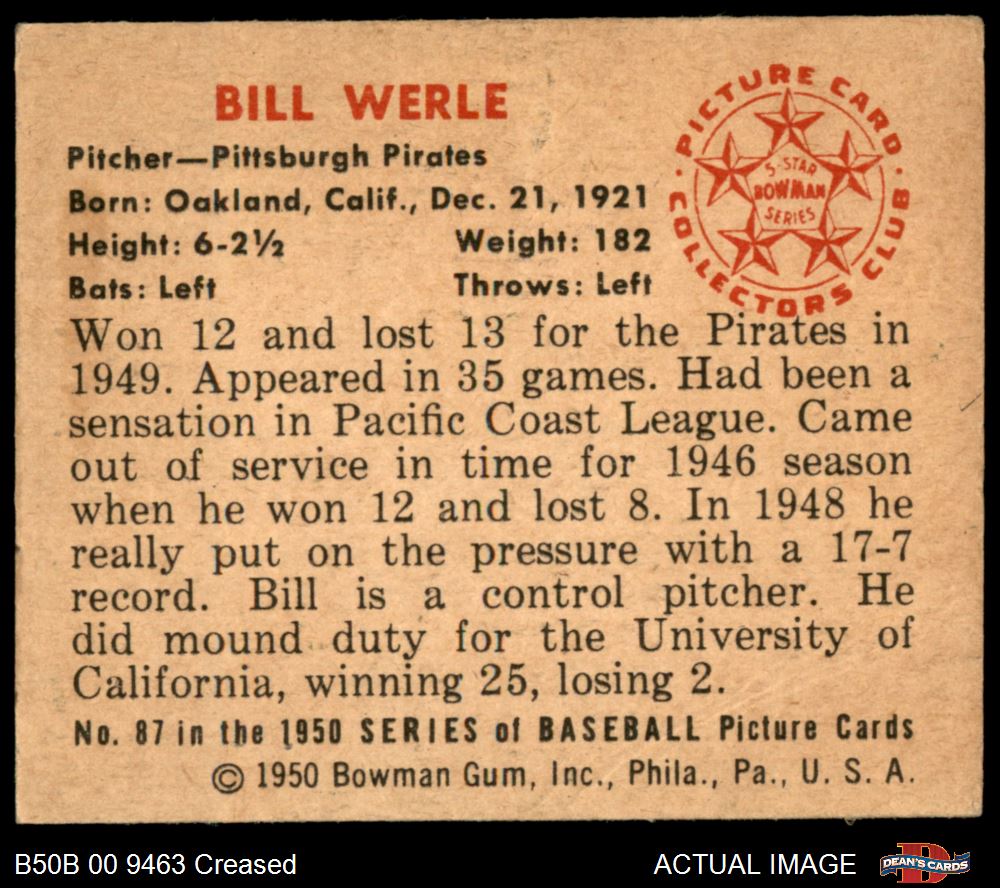 BILL WERLE
Pitcher—Pittsburgh Pirates
Born: Oakland, Calif., Dec. 21, 1921
Height: 6-2½ Weight: 182
Bats: Left Throws: Left
PICTURE CARD
COLLECTORS CLUB
5-STAR
BOWMAN
SERIES
Won 12 and lost 13 for the Pirates in
1949. Appeared in 35 games. Had been a
sensation in Pacific Coast League. Came
out of service in time for 1946 season
when he won 12 and lost 8. In 1948 he
really put on the pressure with a 17-7
record. Bill is a control pitcher. He
did mound duty for the University of
California, winning 25, losing 2.
No. 87 in the 1950 SERIES of BASEBALL Picture Cards
© 1950 Bowman Gum, Inc., Phila., Pa., U. S. A.
B50B 00 9463 Creased
ACTUAL IMAGE
DEAN'S CARDS